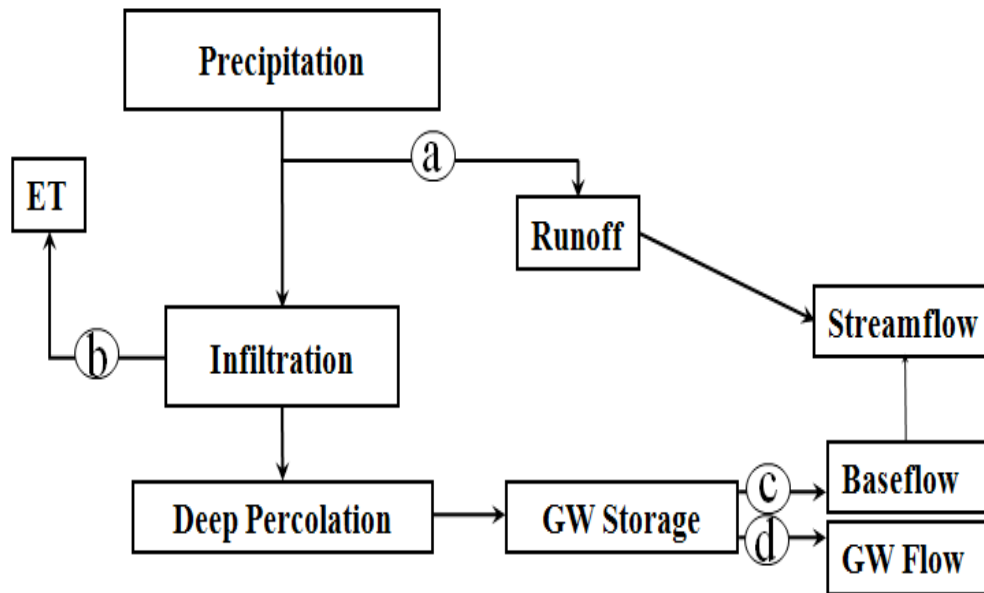 Precipitation
a
ET
Runoff
Streamflow
b
Infiltration
Baseflow
c
Deep Percolation
GW Storage
d
GW Flow